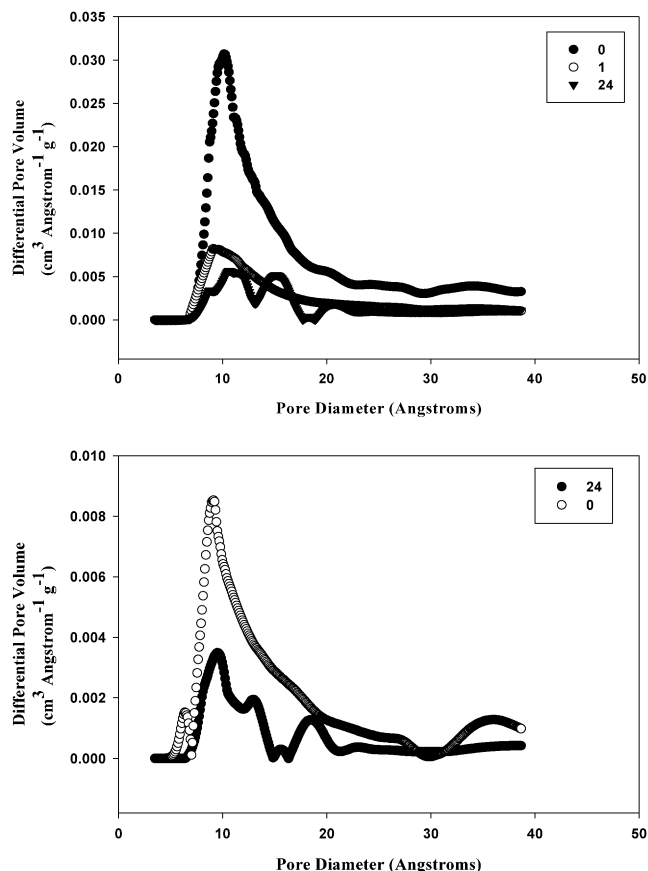 0.035
0.030
0.025
0.020
0.015
0.010
0.005
0.000
Differential Pore Volume
(cm³ Angstrom⁻¹ g⁻¹)
0
1
24
0 10 20 30 40 50
Pore Diameter (Angstroms)
0.010
0.008
0.006
0.004
0.002
0.000
Differential Pore Volume
(cm³ Angstrom⁻¹ g⁻¹)
24
0
0 10 20 30 40 50
Pore Diameter (Angstroms)